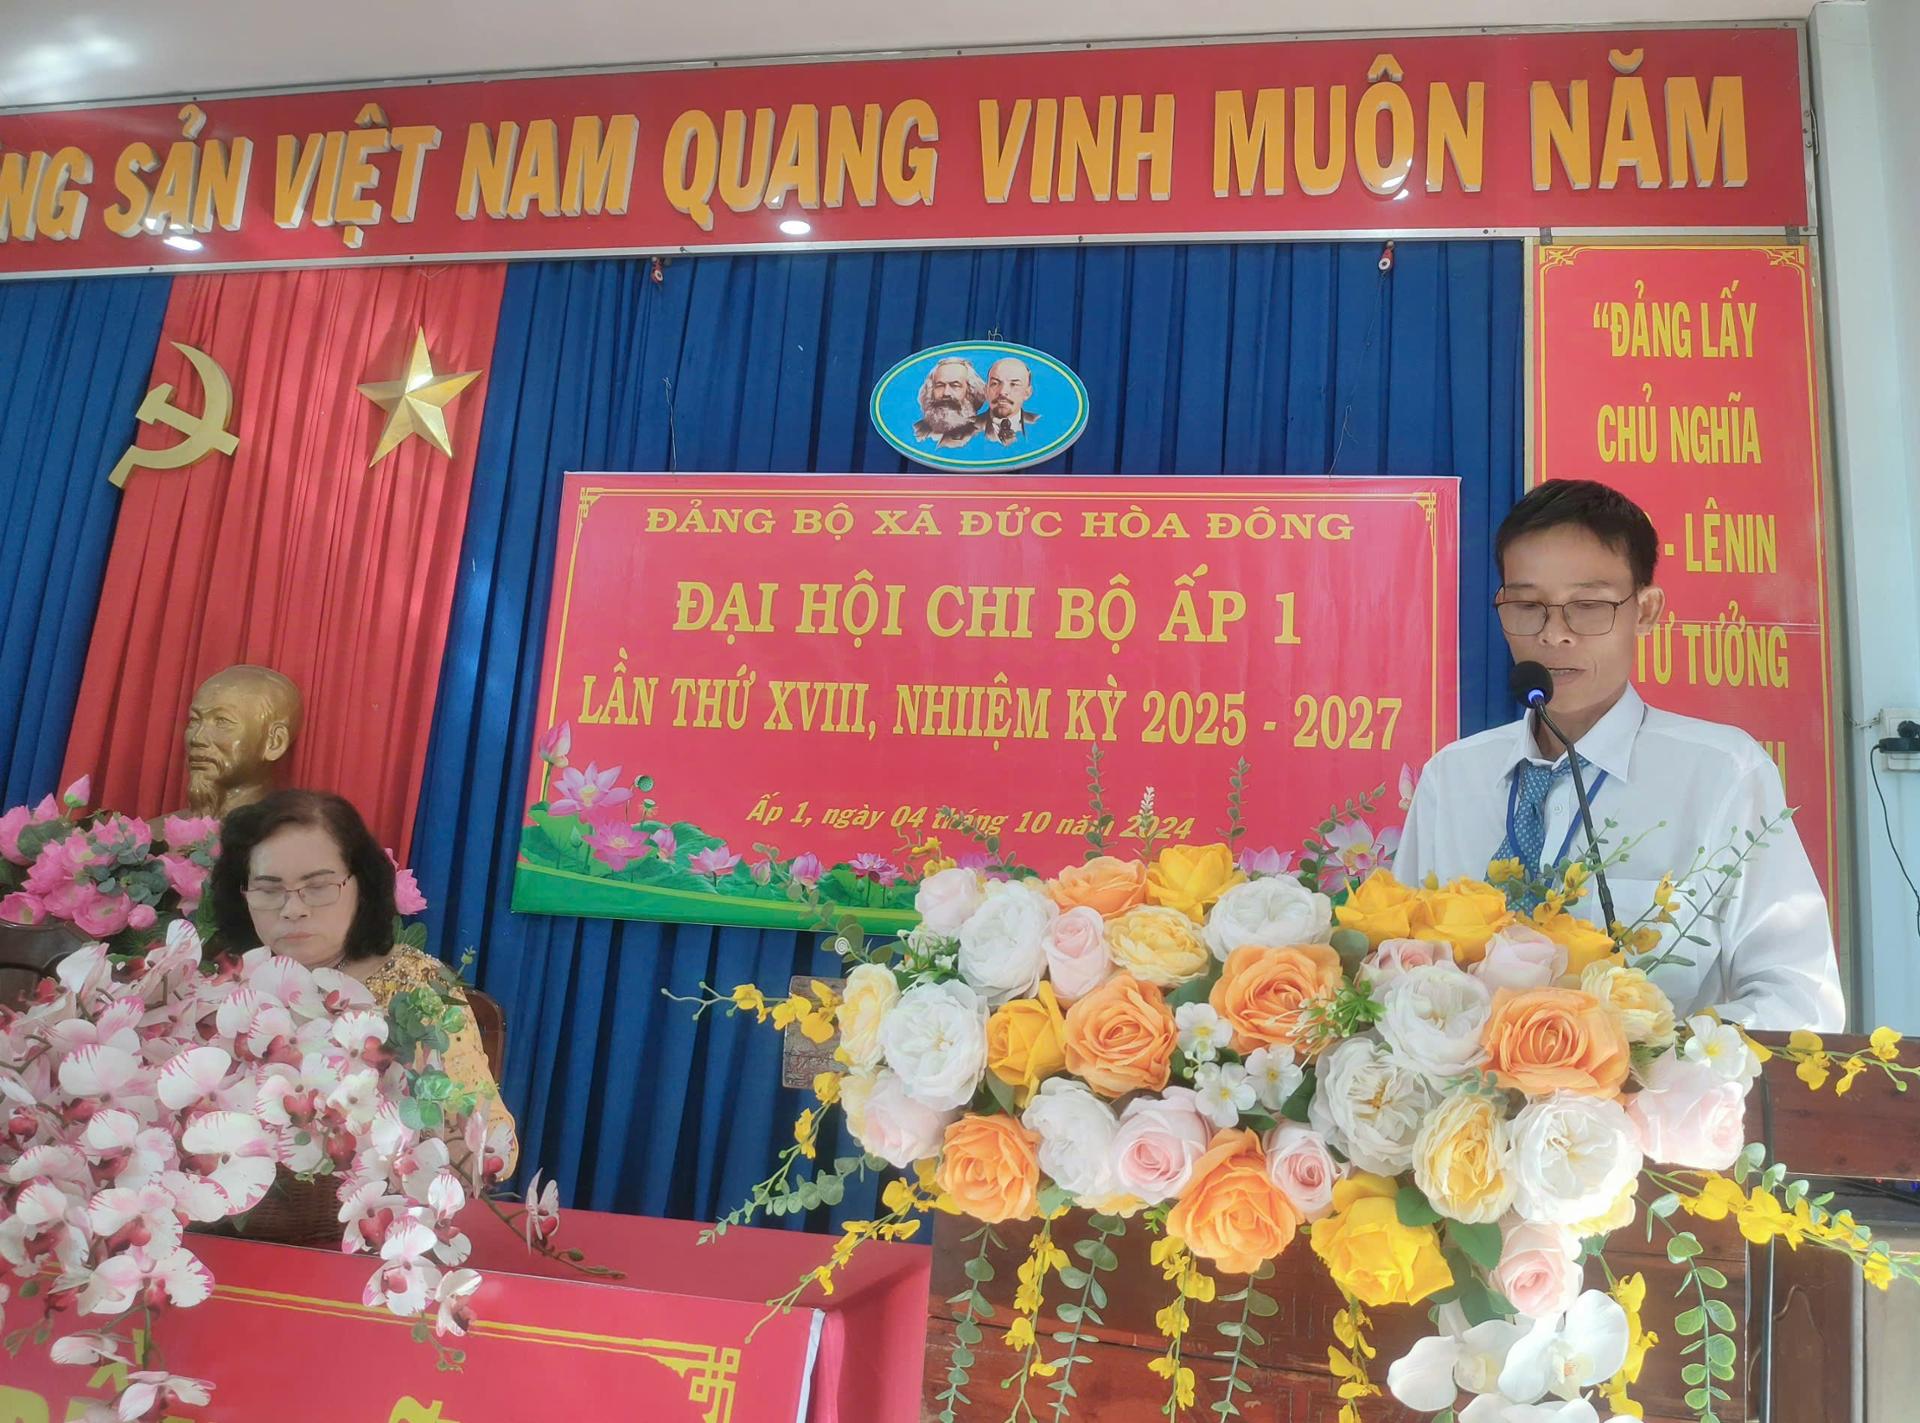 SẢN VIỆT NAM QUANG VINH MUÔN NĂM
"ĐẢNG LẤY
CHỦ NGHĨA
- LÊNIN
TƯ TƯỞNG
ĐẢNG BỘ XÃ ĐỨC HÒA ĐÔNG
ĐẠI HỘI CHI BỘ ẤP 1
LẦN THỨ XVIII, NHIIỆM KỲ 2025 - 2027
Ấp 1, ngày 04 tháng 10 năm 2024